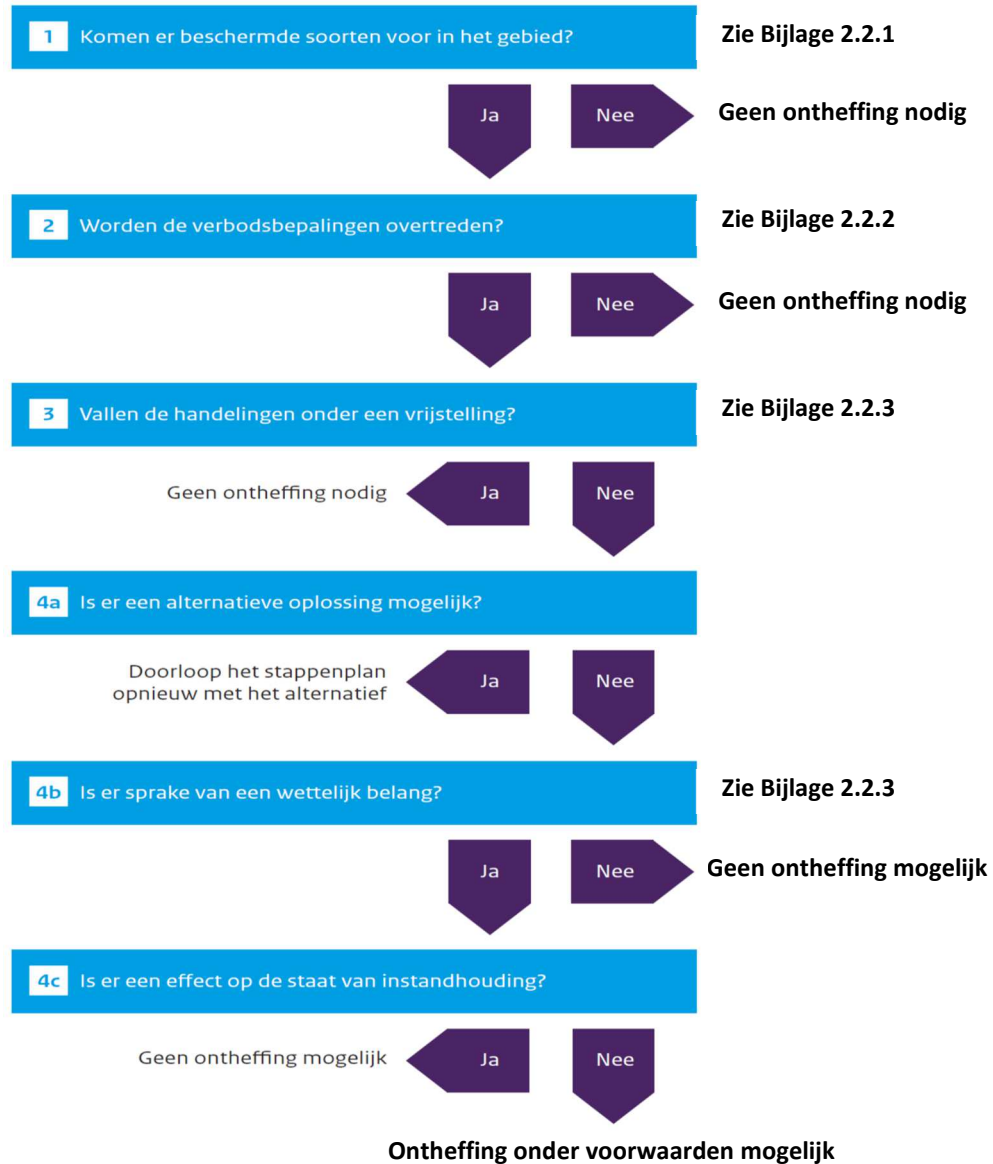 1 Komen er beschermde soorten voor in het gebied? Zie Bijlage 2.2.1
Ja Nee Geen ontheffing nodig
2 Worden de verbodsbepalingen overtreden? Zie Bijlage 2.2.2
Ja Nee Geen ontheffing nodig
3 Vallen de handelingen onder een vrijstelling? Zie Bijlage 2.2.3
Geen ontheffing nodig Ja Nee
4a Is er een alternatieve oplossing mogelijk?
Doorloop het stappenplan
opnieuw met het alternatief Ja Nee
4b Is er sprake van een wettelijk belang? Zie Bijlage 2.2.3
Ja Nee Geen ontheffing mogelijk
4c Is er een effect op de staat van instandhouding?
Geen ontheffing mogelijk Ja Nee
Ontheffing onder voorwaarden mogelijk